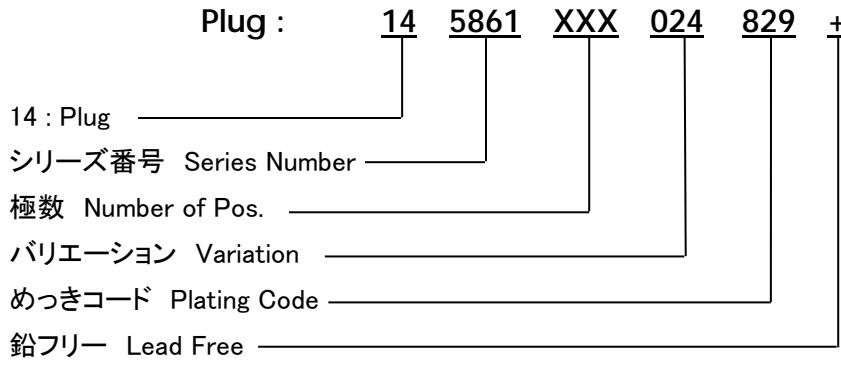 Plug : 14 5861 XXX 024 829 +
14 : Plug
シリーズ番号 Series Number
極数 Number of Pos.
バリエーション Variation
めっきコード Plating Code
鉛フリー Lead Free